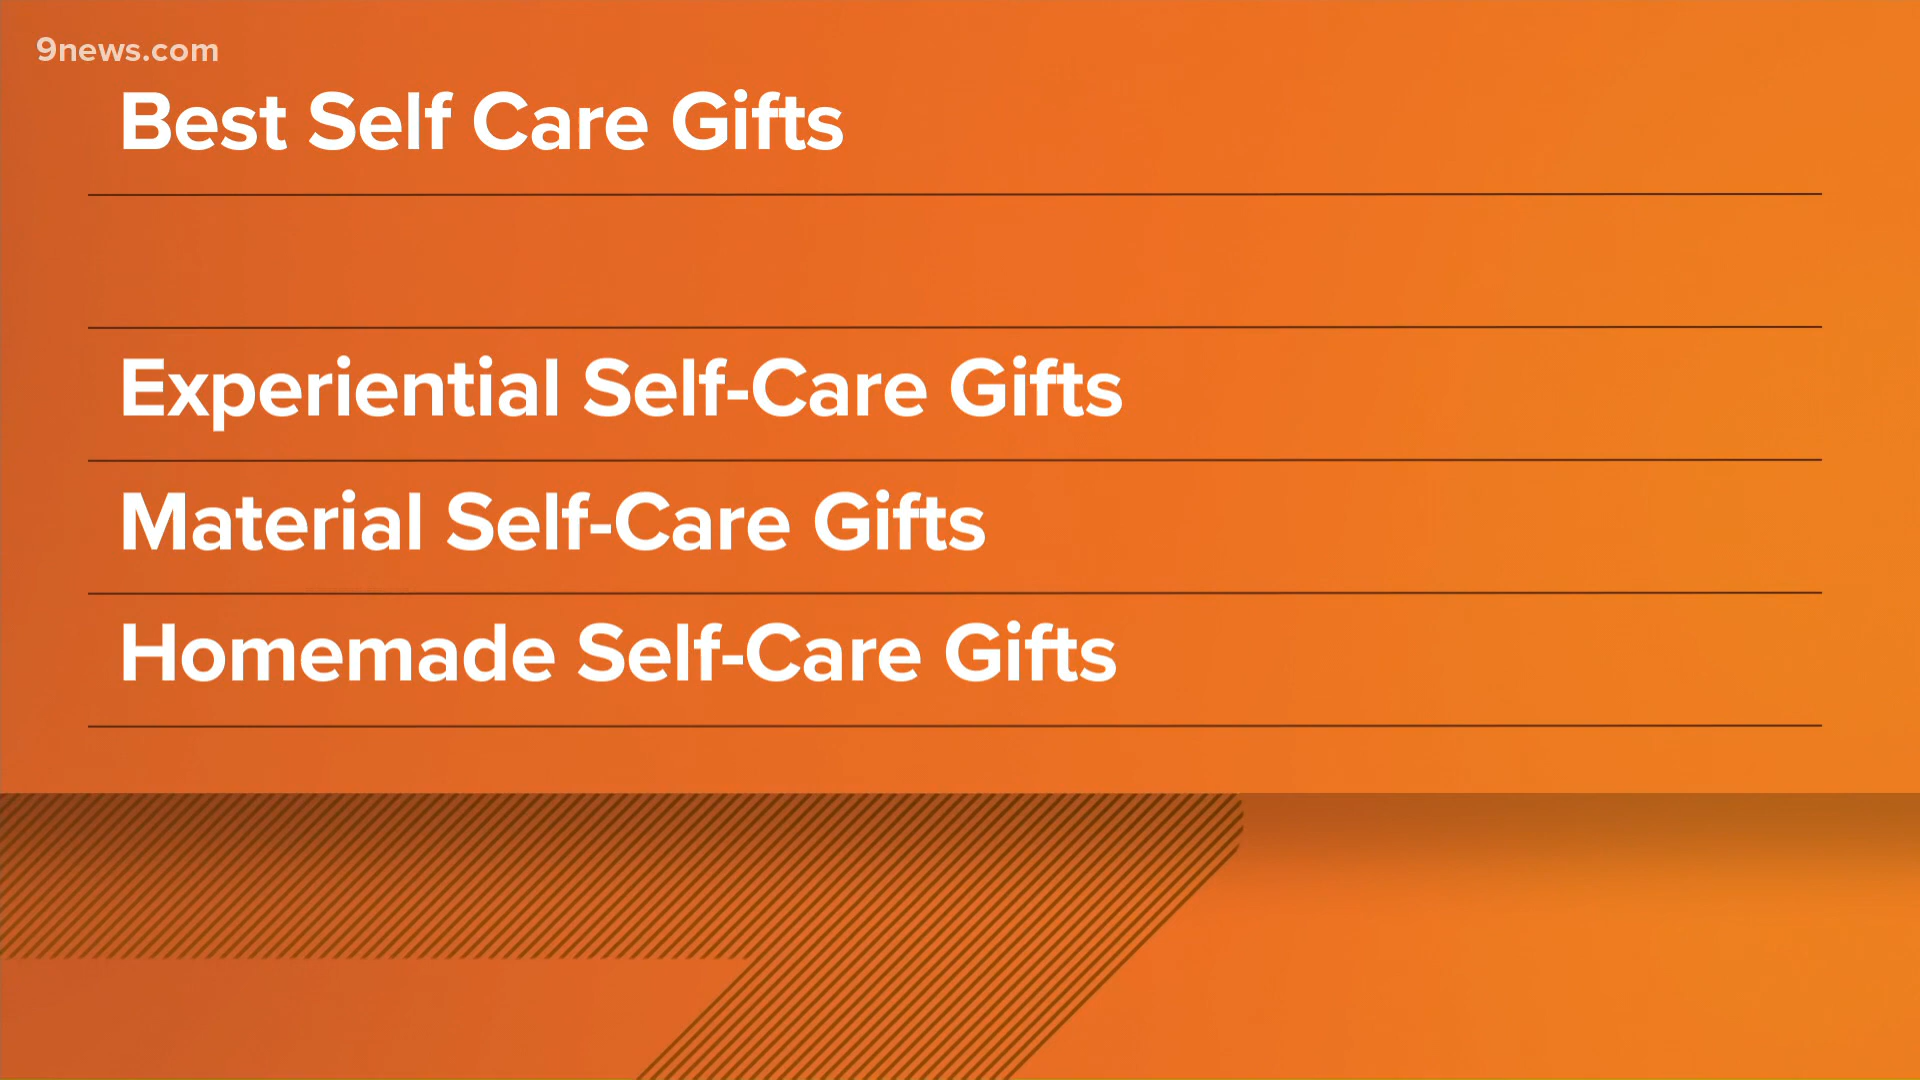 9news.com
Best Self Care Gifts
Experiential Self-Care Gifts
Material Self-Care Gifts
Homemade Self-Care Gifts